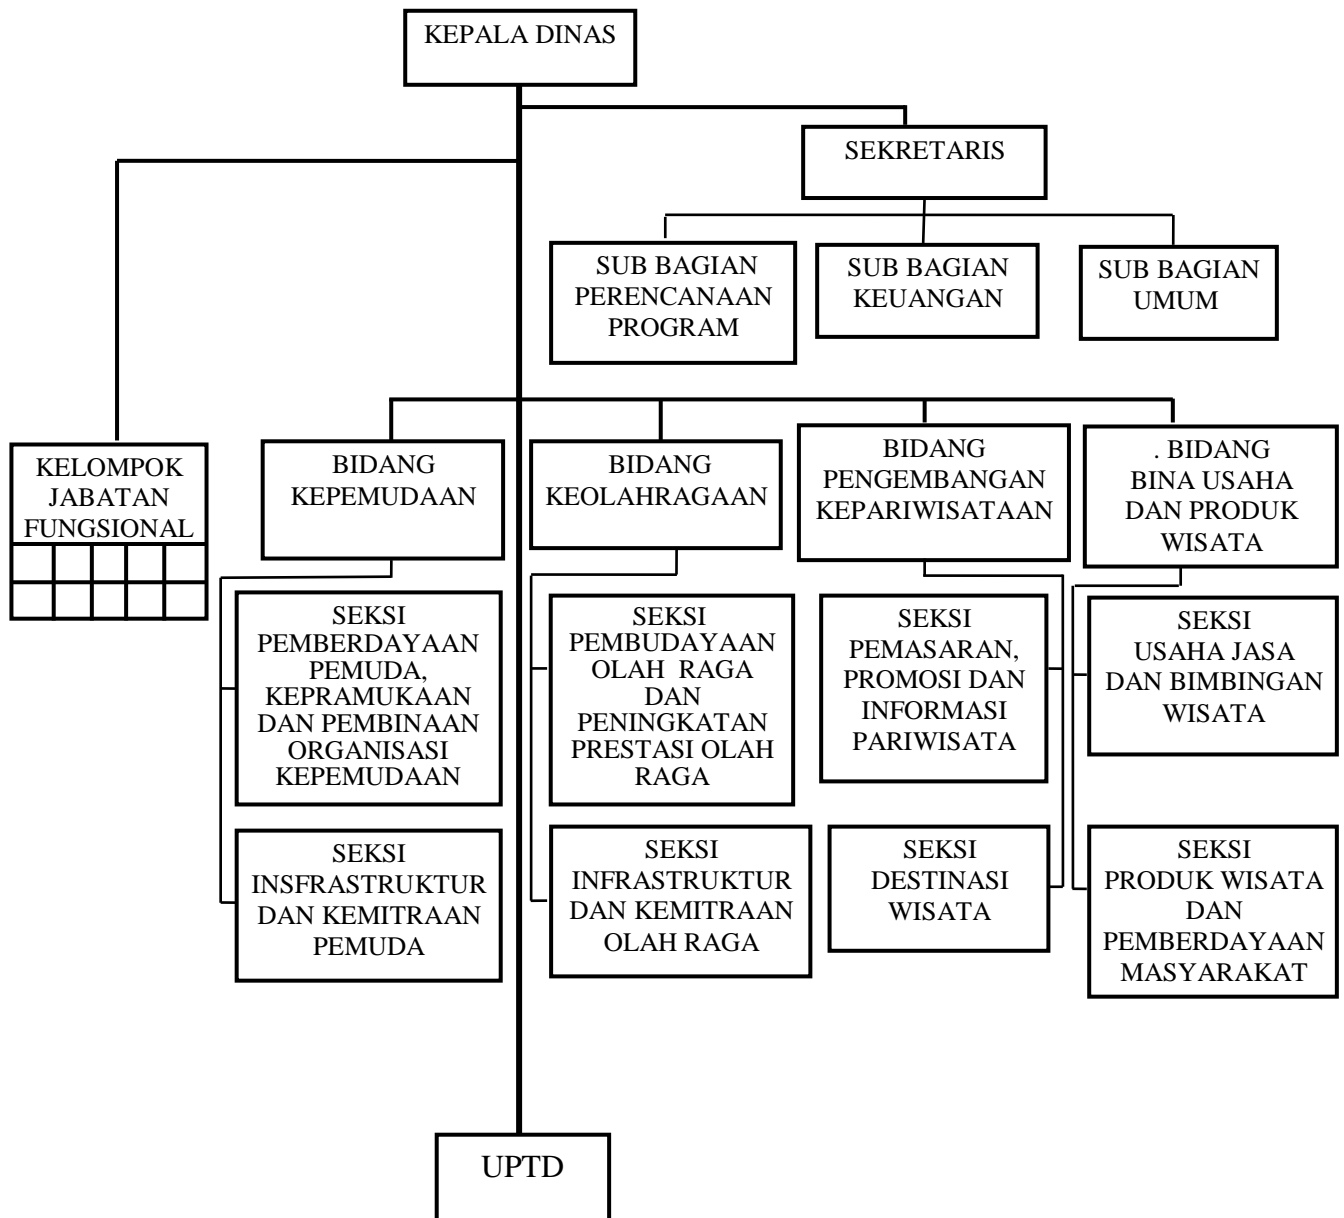 KEPALA DINAS
SEKRETARIS
SUB BAGIAN
PERENCANAAN
PROGRAM
SUB BAGIAN
KEUANGAN
SUB BAGIAN
UMUM
KELOMPOK
JABATAN
FUNGSIONAL
BIDANG
KEPEMUDAAN
BIDANG
KEOLAHRAGAAN
BIDANG
PENGEMBANGAN
KEPARIWISATAAN
. BIDANG
BINA USAHA
DAN PRODUK
WISATA
SEKSI
PEMBERDAYAAN
PEMUDA,
KEPRAMUKAAN
DAN PEMBINAAN
ORGANISASI
KEPEMUDAAN
SEKSI
PEMBUDAYAAN
OLAH  RAGA
DAN
PENINGKATAN
PRESTASI OLAH
RAGA
SEKSI
PEMASARAN,
PROMOSI DAN
INFORMASI
PARIWISATA
SEKSI
USAHA JASA
DAN BIMBINGAN
WISATA
SEKSI
INSFRASTRUKTUR
DAN KEMITRAAN
PEMUDA
SEKSI
INFRASTRUKTUR
DAN KEMITRAAN
OLAH RAGA
SEKSI
DESTINASI
WISATA
SEKSI
PRODUK WISATA
DAN
PEMBERDAYAAN
MASYARAKAT
UPTD